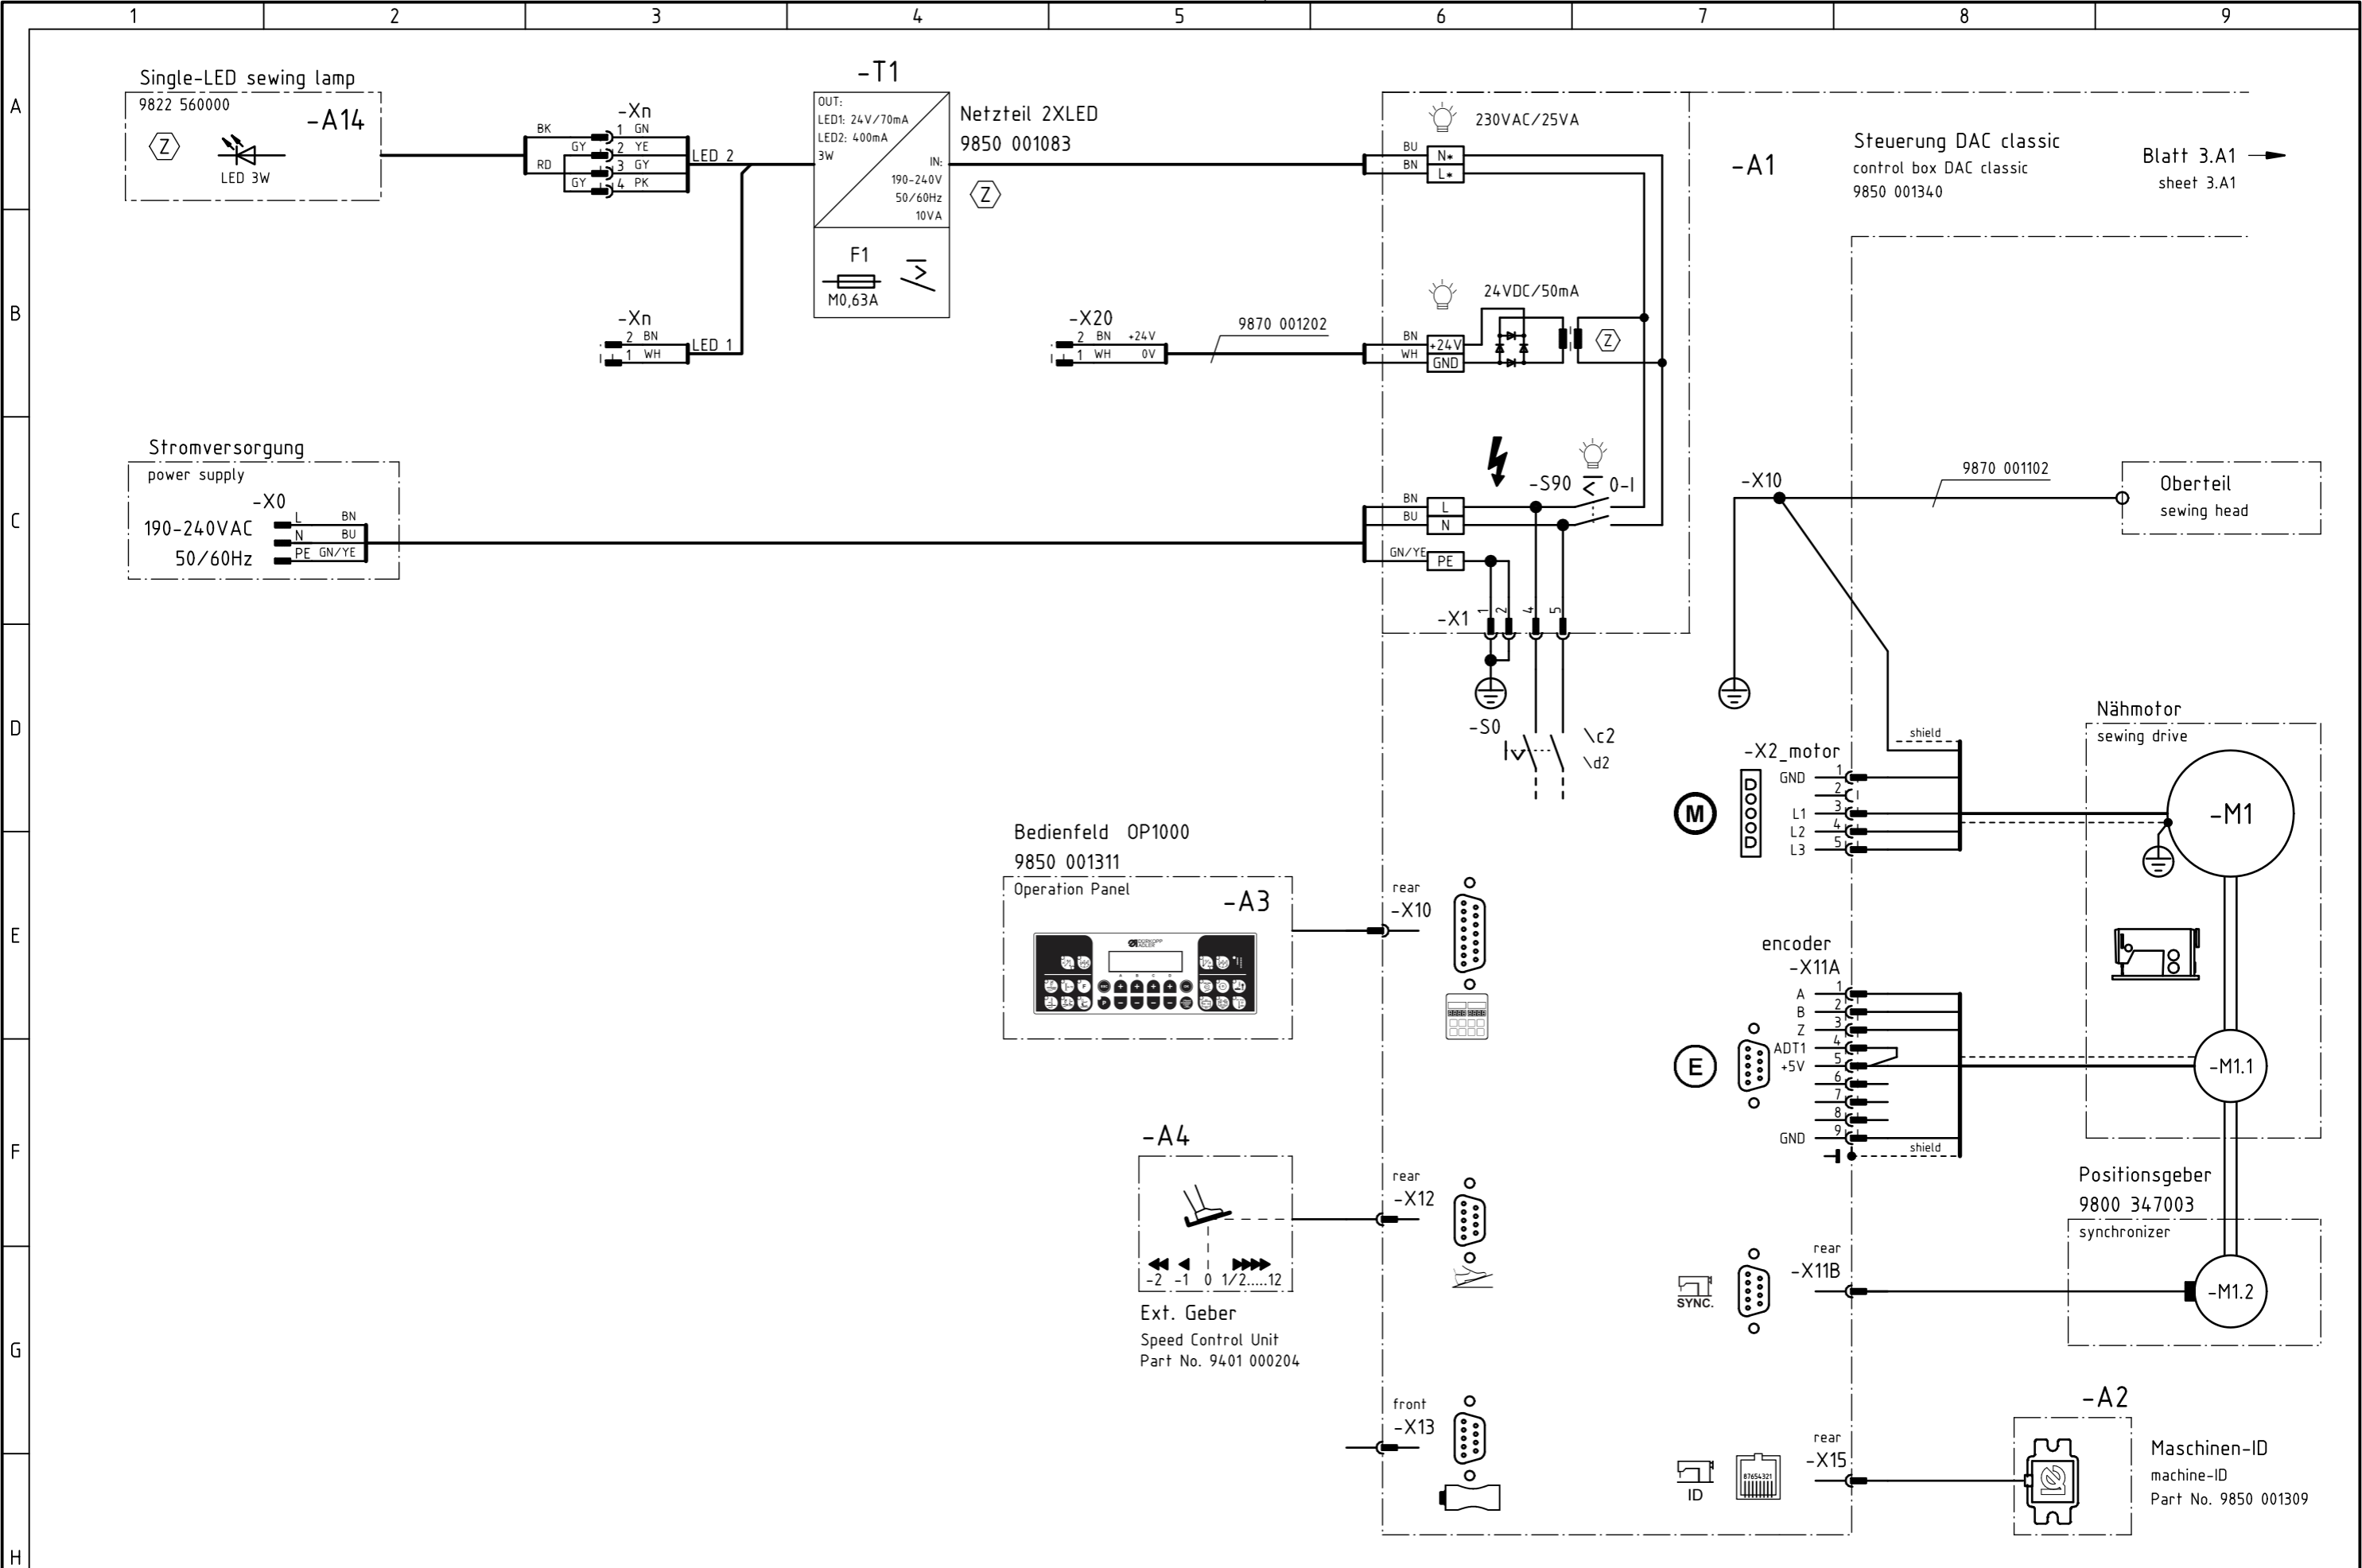 1 2 3 4 5 6 7 8 9
A
B
C
D
E
F
G
H
Single-LED sewing lamp
9822 560000
-A14
Z
LED 3W
-Xn
BK 1 GN
GY 2 YE
RD 3 GY
GY 4 PK
LED 2
-T1
OUT:
LED1: 24V/70mA
LED2: 400mA
3W
IN:
190-240V
50/60Hz
10VA
F1
M0,63A
Netzteil 2XLED
9850 001083
Z
-Xn
2 BN
1 WH
LED 1
-X20
2 BN +24V
1 WH 0V
9870 001202
230VAC/25VA
BU N*
BN L*
24VDC/50mA
BN +24V
WH GND
Z
-A1
Steuerung DAC classic
control box DAC classic
9850 001340
Blatt 3.A1
sheet 3.A1
Stromversorgung
power supply
-X0
190-240VAC
50/60Hz
L BN
N BU
PE GN/YE
BN L
BU N
GN/YE PE
-S90 0-I
-X1 1 2 4 5
-S0
\c2
\d2
-X10
9870 001102
Oberteil
sewing head
Nähmotor
sewing drive
shield
-X2_motor
GND 1
2
L1 3
L2 4
L3 5
M
-M1
Bedienfeld OP1000
9850 001311
Operation Panel
-A3
DÜRKOPP
ADLER
A B C D
rear
-X10
encoder
-X11A
A 1
B 2
Z 3
ADT1 4
+5V 5
6
7
8
GND 9
shield
E
-M1.1
-A4
-2 -1 0 1/2.....12
Ext. Geber
Speed Control Unit
Part No. 9401 000204
rear
-X12
Positionsgeber
9800 347003
synchronizer
rear
-X11B
SYNC.
-M1.2
front
-X13
rear
-X15
ID
87654321
-A2
Maschinen-ID
machine-ID
Part No. 9850 001309